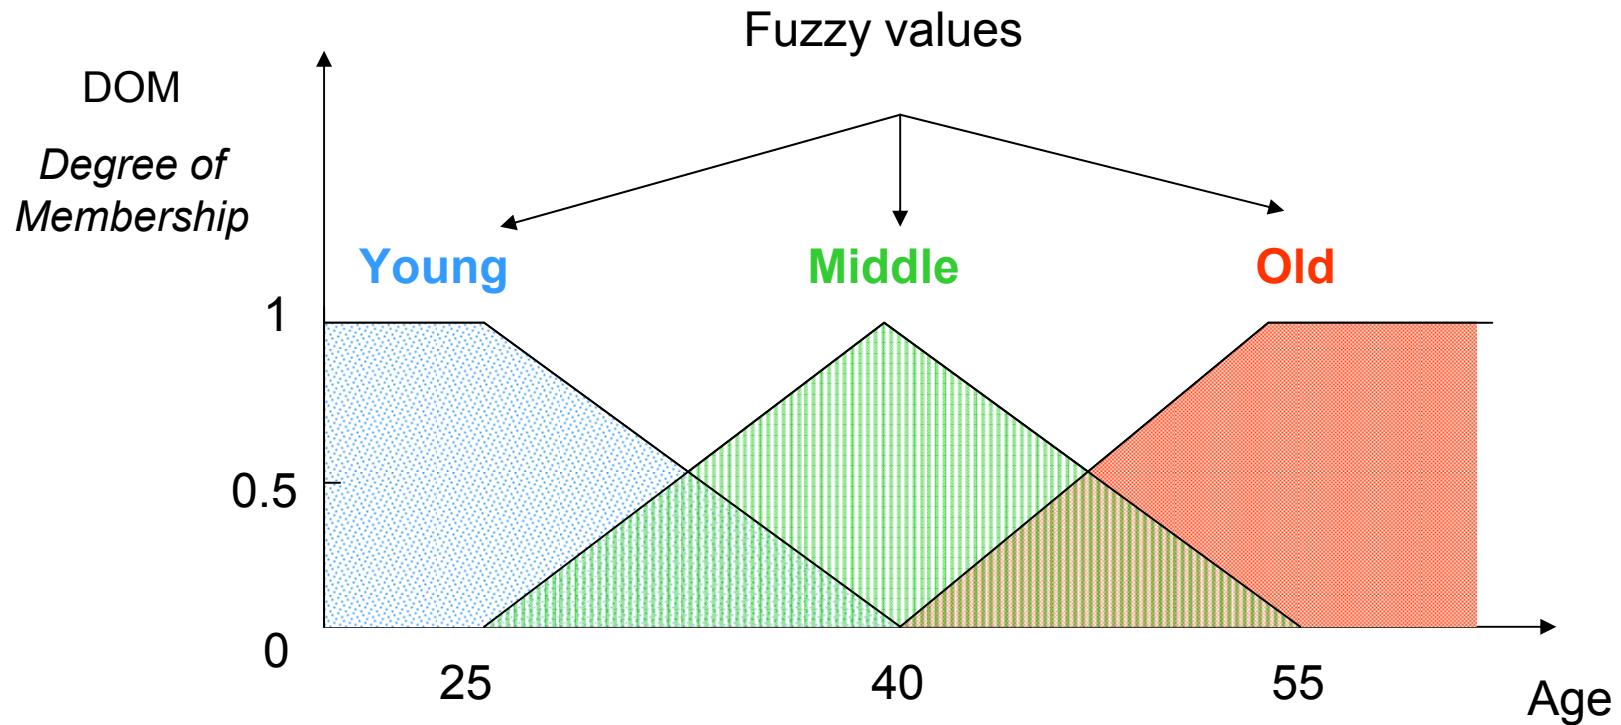 Fuzzy values
DOM
Degree of
Membership
Young
Middle
Old
1
0.5
0
25
40
55
Age